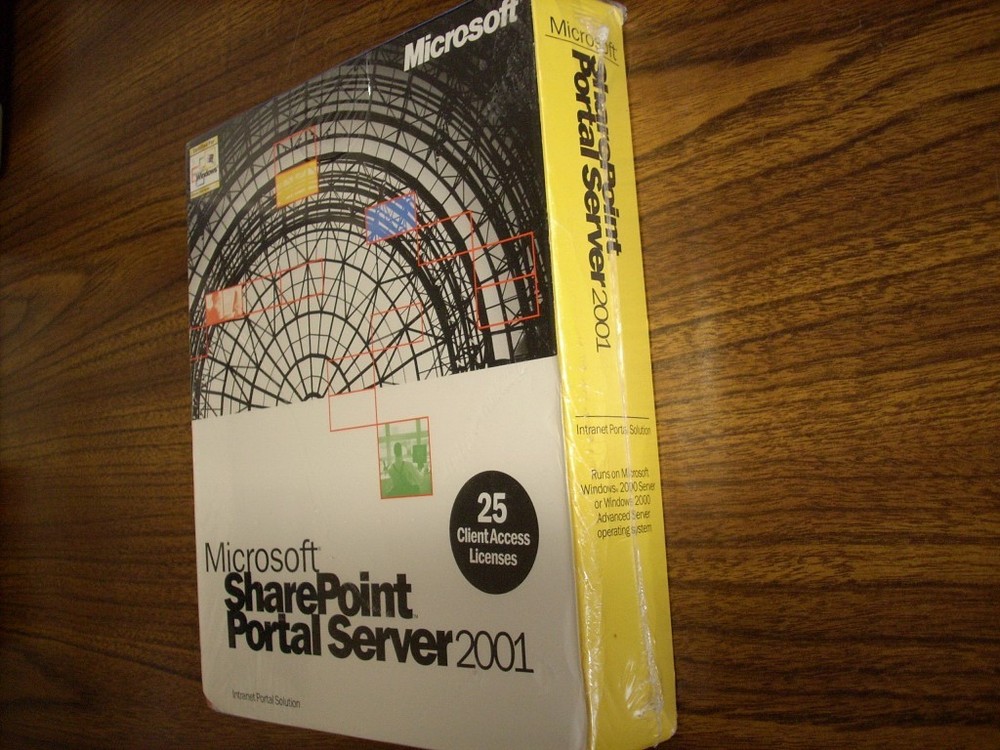 Microsoft
Windows
25
Client Access
Licenses
Microsoft
SharePoint
Portal Server 2001
Intranet Portal Solution
Microsoft
SharePoint
Portal Server 2001
Intranet Portal Solution
Runs on Microsoft
Windows 2000 Server
or Windows 2000
Advanced Server
operating system